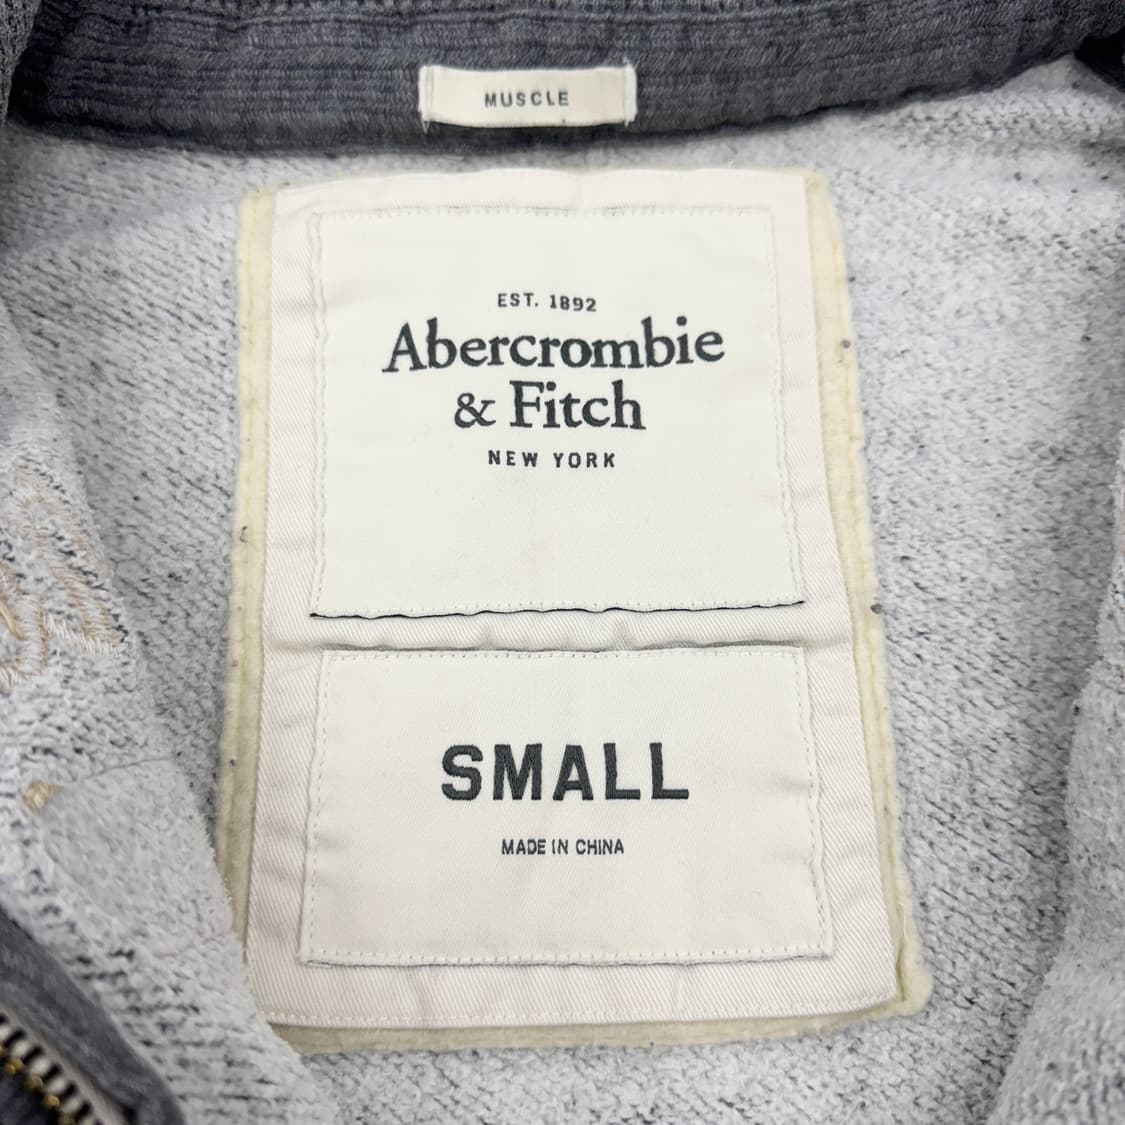 MUSCLE
EST. 1892
Abercrombie
& Fitch
NEW YORK
SMALL
MADE IN CHINA